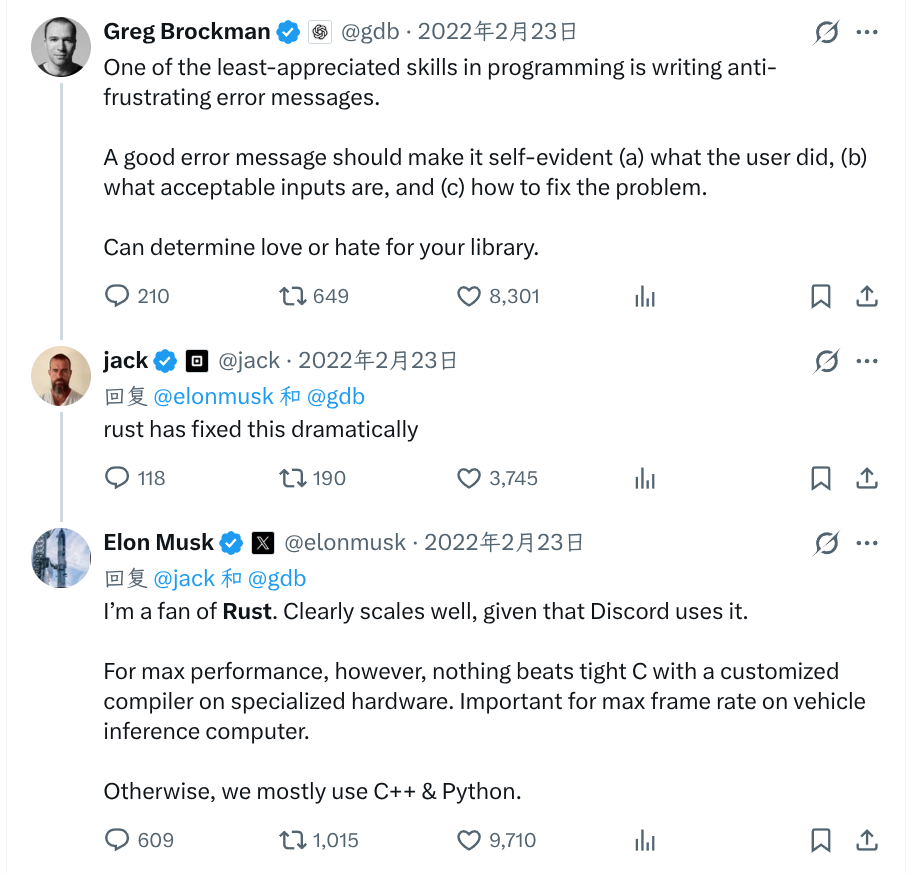 Greg Brockman @gdb · 2022年2月23日
One of the least-appreciated skills in programming is writing anti-
frustrating error messages.
A good error message should make it self-evident (a) what the user did, (b)
what acceptable inputs are, and (c) how to fix the problem.
Can determine love or hate for your library.
210 649 8,301
jack @jack · 2022年2月23日
回复 @elonmusk 和 @gdb
rust has fixed this dramatically
118 190 3,745
Elon Musk @elonmusk · 2022年2月23日
回复 @jack 和 @gdb
I’m a fan of Rust. Clearly scales well, given that Discord uses it.
For max performance, however, nothing beats tight C with a customized
compiler on specialized hardware. Important for max frame rate on vehicle
inference computer.
Otherwise, we mostly use C++ & Python.
609 1,015 9,710